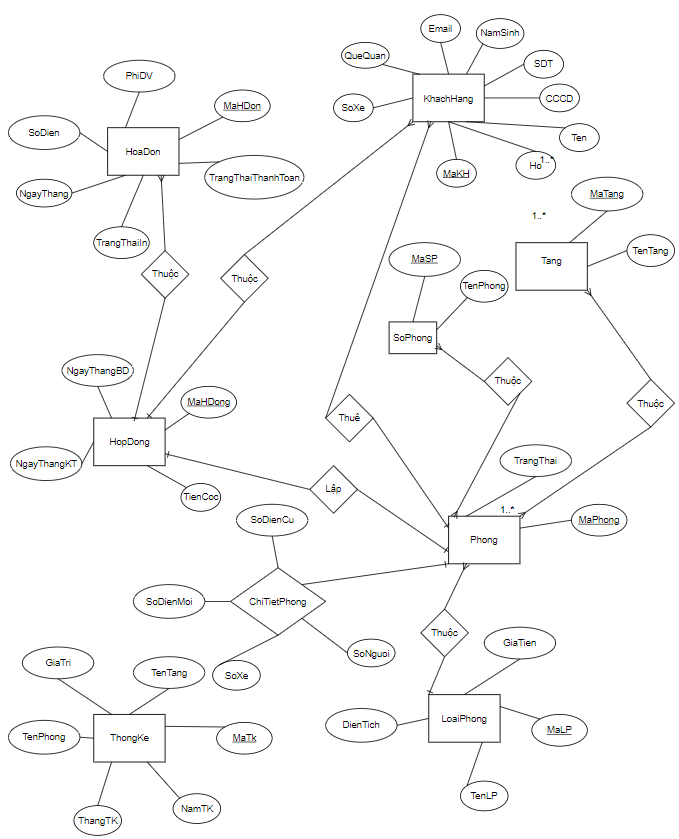 Email
NamSinh
QueQuan
SDT
PhiDV
KhachHang
CCCD
MaHDon
SoXe
SoDien
Ten
HoaDon
Ho
1..*
MaKH
TrangThaiThanhToan
NgayThang
MaTang
1..*
TrangThaiIn
TenTang
MaSP
Tang
Thuộc
Thuộc
TenPhong
SoPhong
NgayThangBD
Thuộc
MaHDong
Thuộc
Thuê
HopDong
TrangThai
NgayThangKT
Lập
TienCoc
1..*
SoDienCu
MaPhong
Phong
SoDienMoi
ChiTietPhong
Thuộc
GiaTien
SoNguoi
GiaTri
TenTang
SoXe
DienTich
LoaiPhong
MaLP
TenPhong
ThongKe
MaTk
TenLP
NamTK
ThangTK